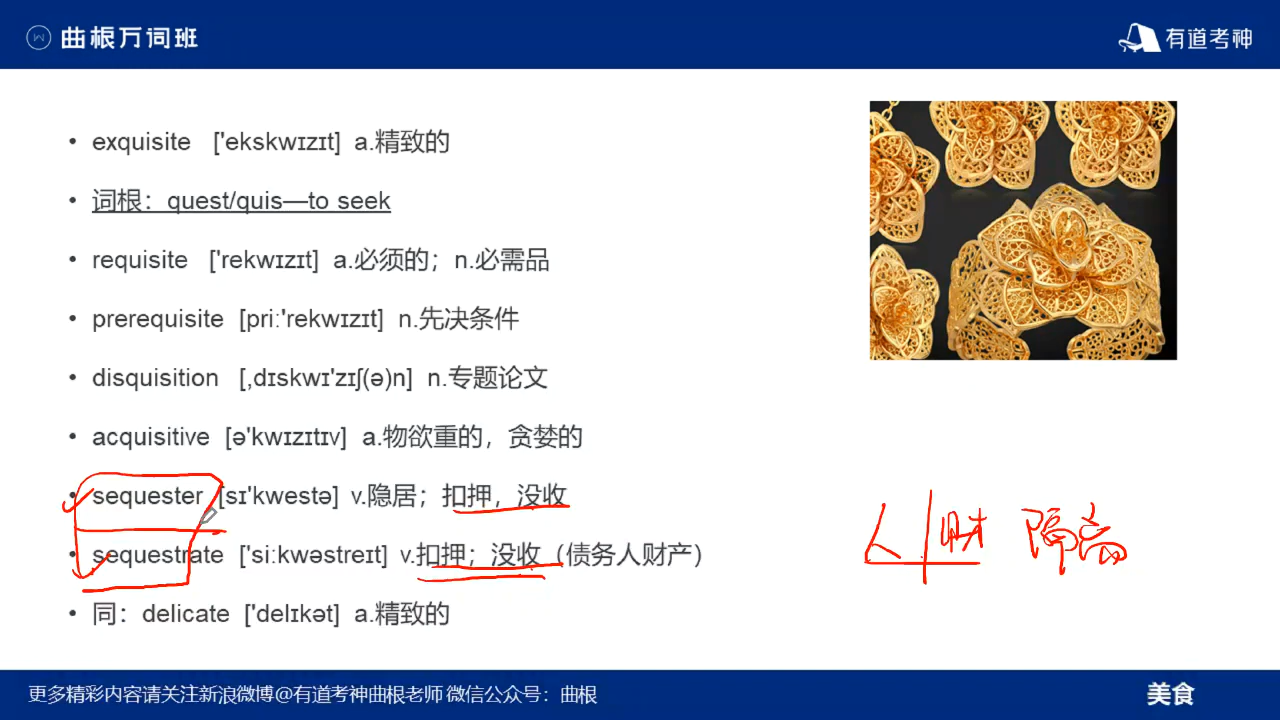 曲根万词班
有道考神
exquisite ['ekskwɪzɪt] a.精致的
词根：quest/quis—to seek
requisite ['rekwɪzɪt] a.必须的；n.必需品
prerequisite [priː'rekwɪzɪt] n.先决条件
disquisition [ˌdɪskwɪ'zɪʃ(ə)n] n.专题论文
acquisitive [ə'kwɪzɪtɪv] a.物欲重的，贪婪的
sequester [sɪ'kwestə] v.隐居；扣押，没收
人 财 隔离
sequestrate ['siːkwəstreɪt] v.扣押；没收（债务人财产）
同：delicate ['delɪkət] a.精致的
更多精彩内容请关注新浪微博@有道考神曲根老师 微信公众号：曲根
美食